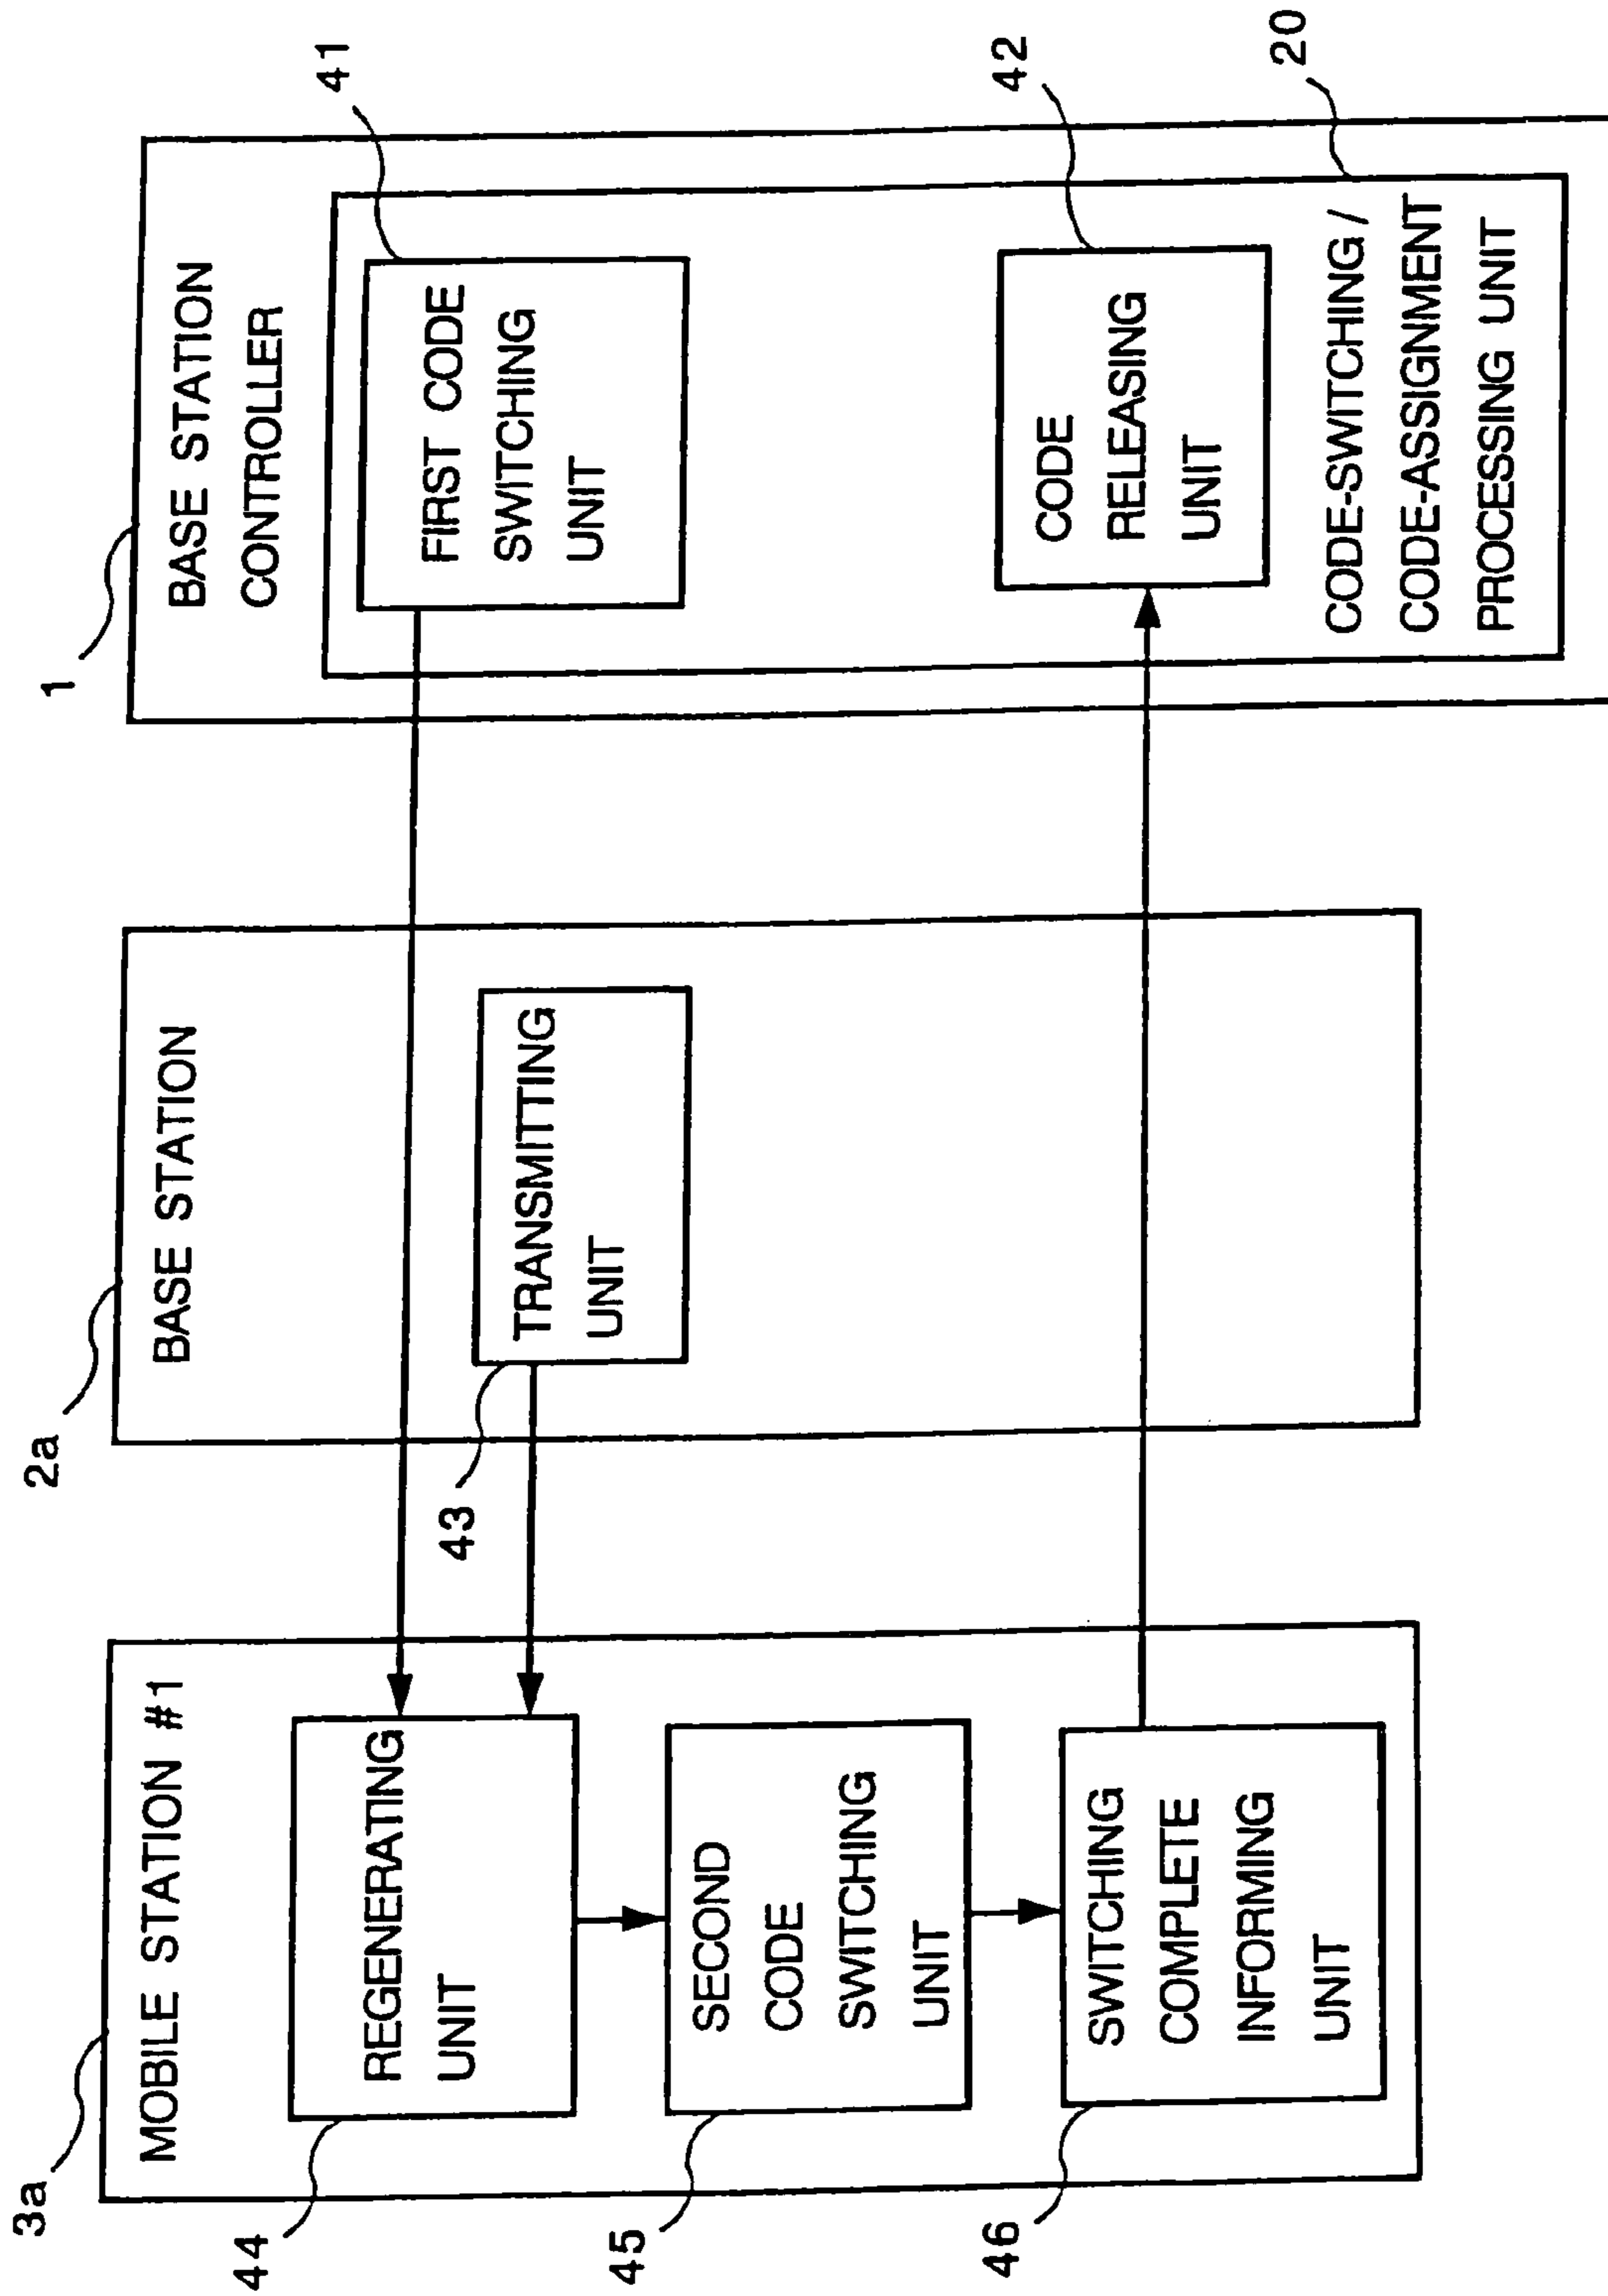 3a
MOBILE STATION #1
44
REGENERATING
UNIT
45
SECOND
CODE
SWITCHING
UNIT
46
SWITCHING
COMPLETE
INFORMING
UNIT
2a
BASE STATION
43
TRANSMITTING
UNIT
1
BASE STATION
CONTROLLER
41
FIRST CODE
SWITCHING
UNIT
42
CODE
RELEASING
UNIT
20
CODE-SWITCHING /
CODE-ASSIGNMENT
PROCESSING UNIT